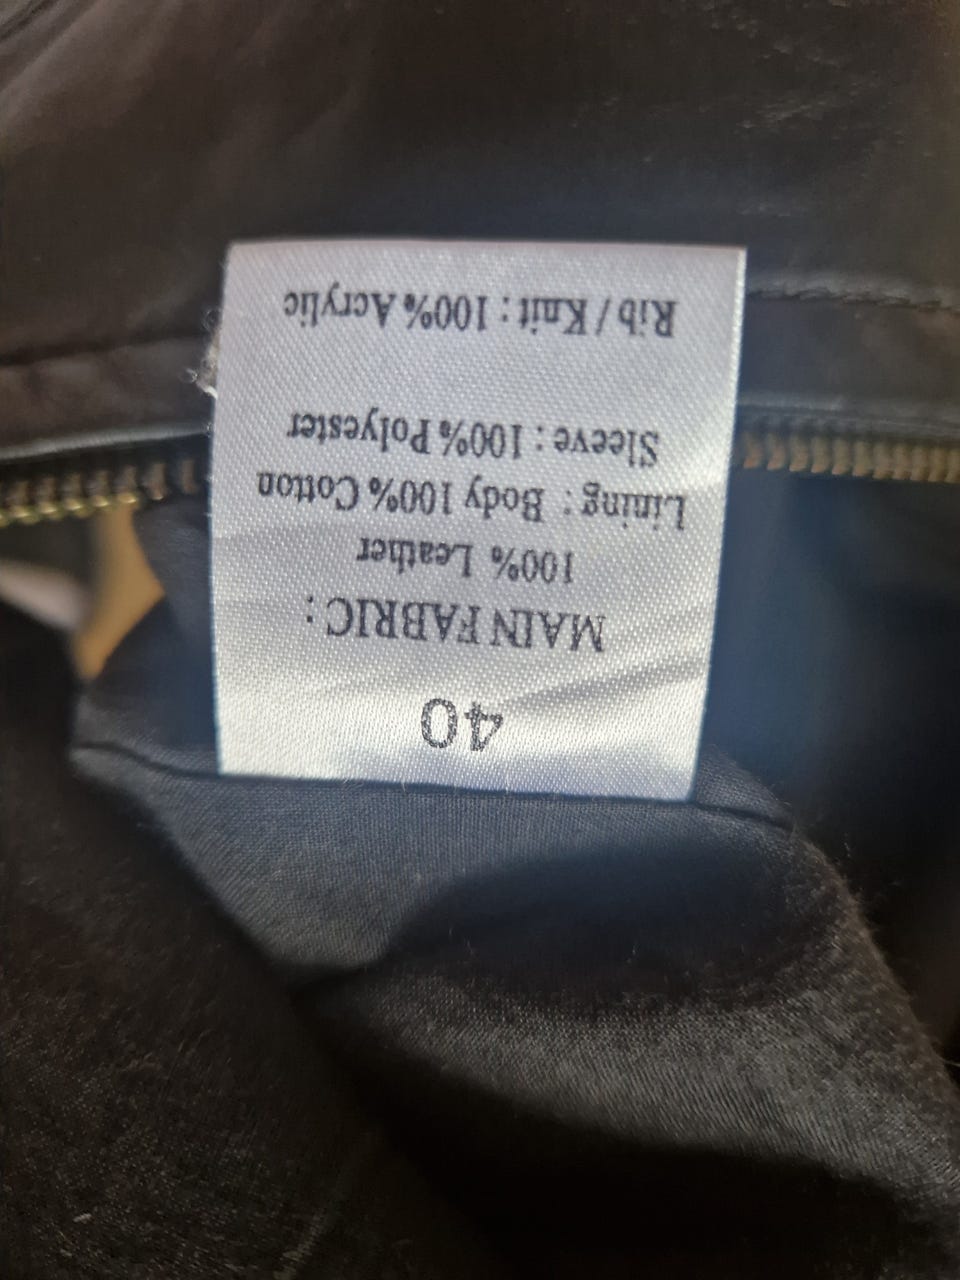 40
MAIN FABRIC :
100% Leather
Lining : Body 100% Cotton
Sleeve : 100% Polyester
Rib / Knit : 100% Acrylic